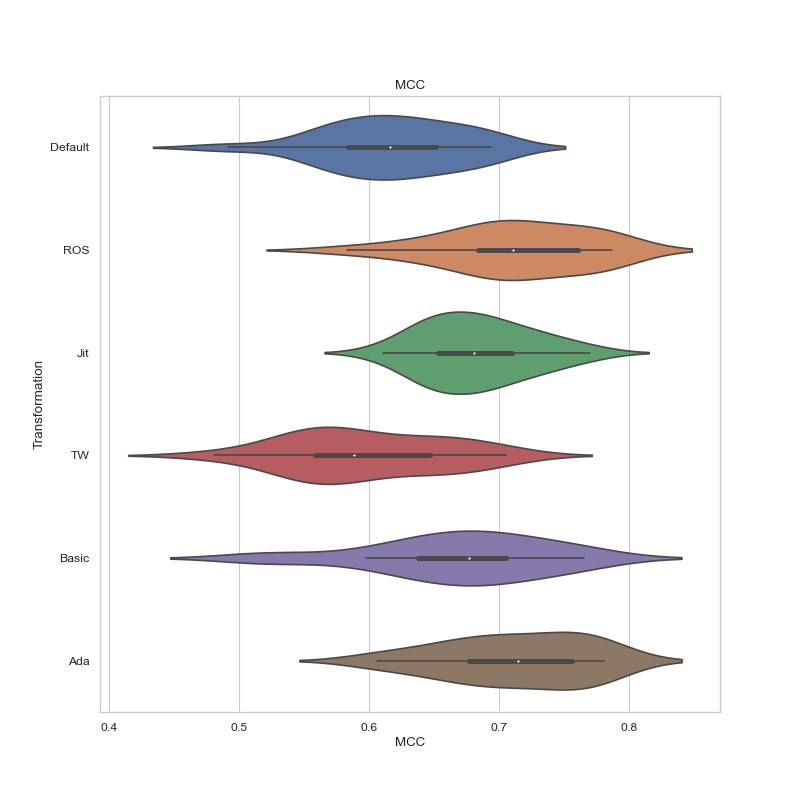 MCC
Default
ROS
Jit
TW
Basic
Ada
Transformation
0.4 0.5 0.6 0.7 0.8
MCC